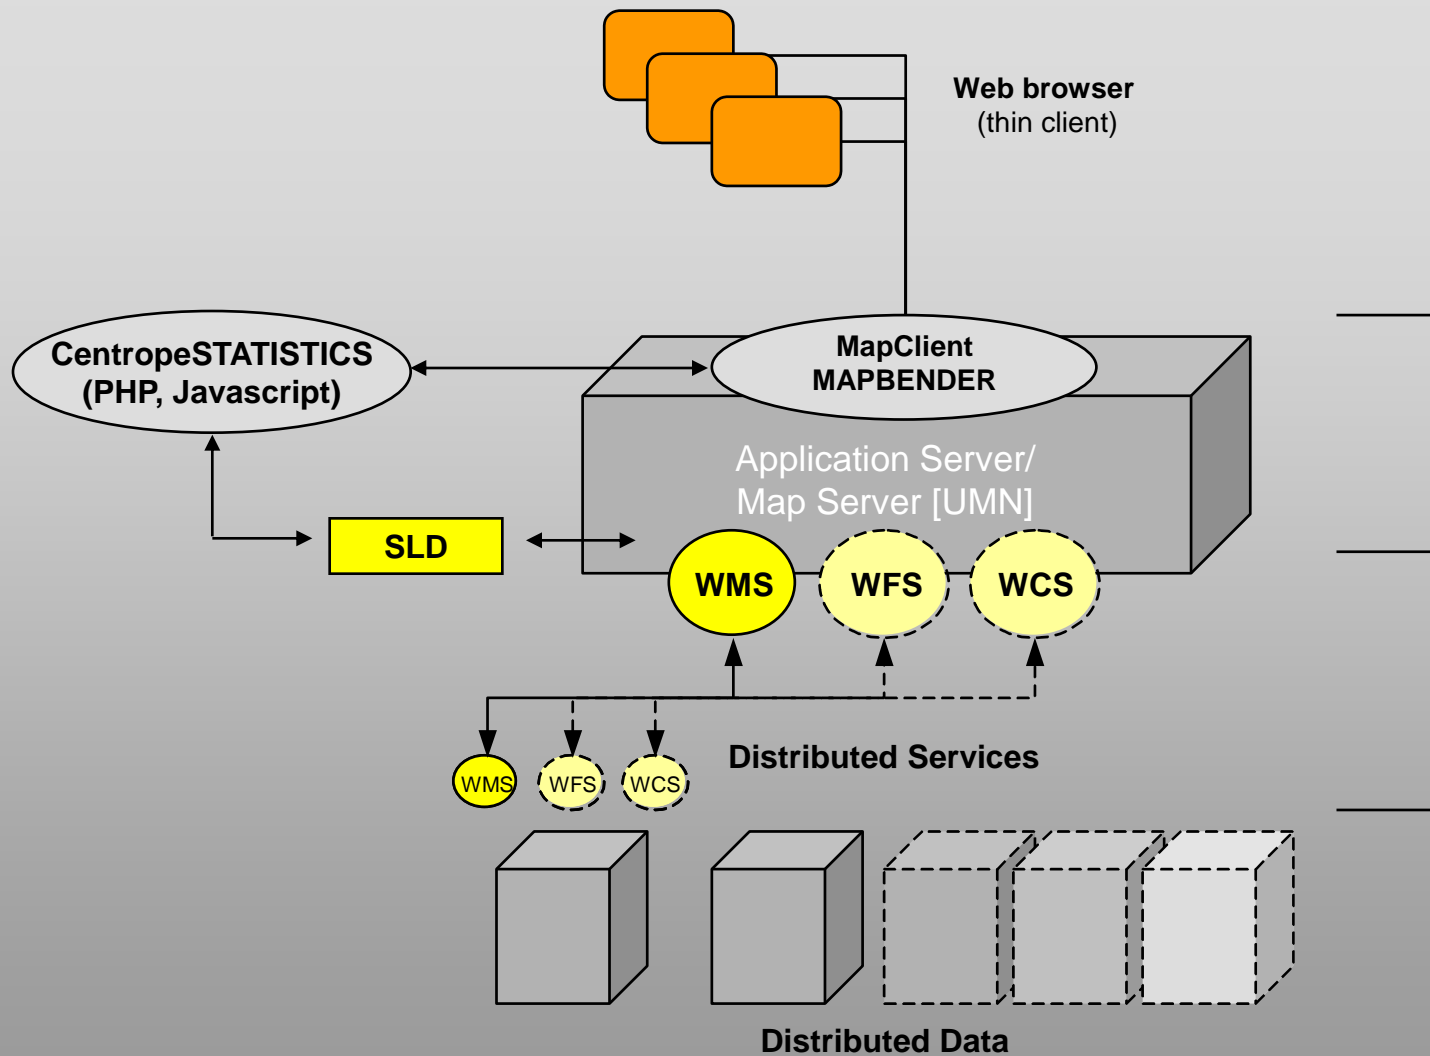 Web browser
(thin client)
CentropeSTATISTICS
(PHP, Javascript)
MapClient
MAPBENDER
Application Server/
Map Server [UMN]
SLD
WMS
WFS
WCS
Distributed Services
WMS
WFS
WCS
Distributed Data